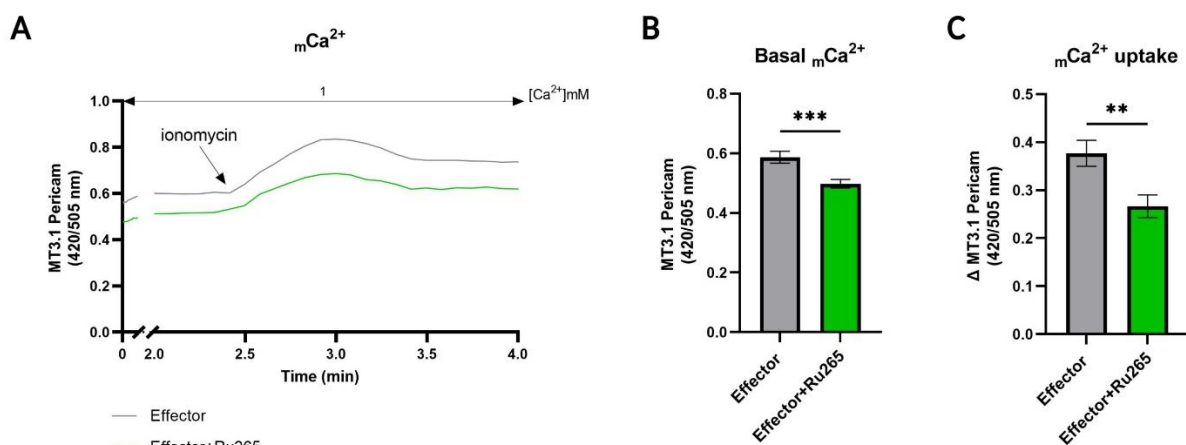 A
mCa2+
1
[Ca2+]mM
ionomycin
MT3.1 Pericam
(420/505 nm)
1.0
0.8
0.6
0.4
0.2
0.0
0
2.0
2.5
3.0
3.5
4.0
Time (min)
Effector
Effector+Ru265
B
Basal mCa2+
***
MT3.1 Pericam
(420/505 nm)
0.8
0.6
0.4
0.2
0.0
Effector
Effector+Ru265
C
mCa2+ uptake
**
Δ MT3.1 Pericam
(420/505 nm)
0.5
0.4
0.3
0.2
0.1
0.0
Effector
Effector+Ru265